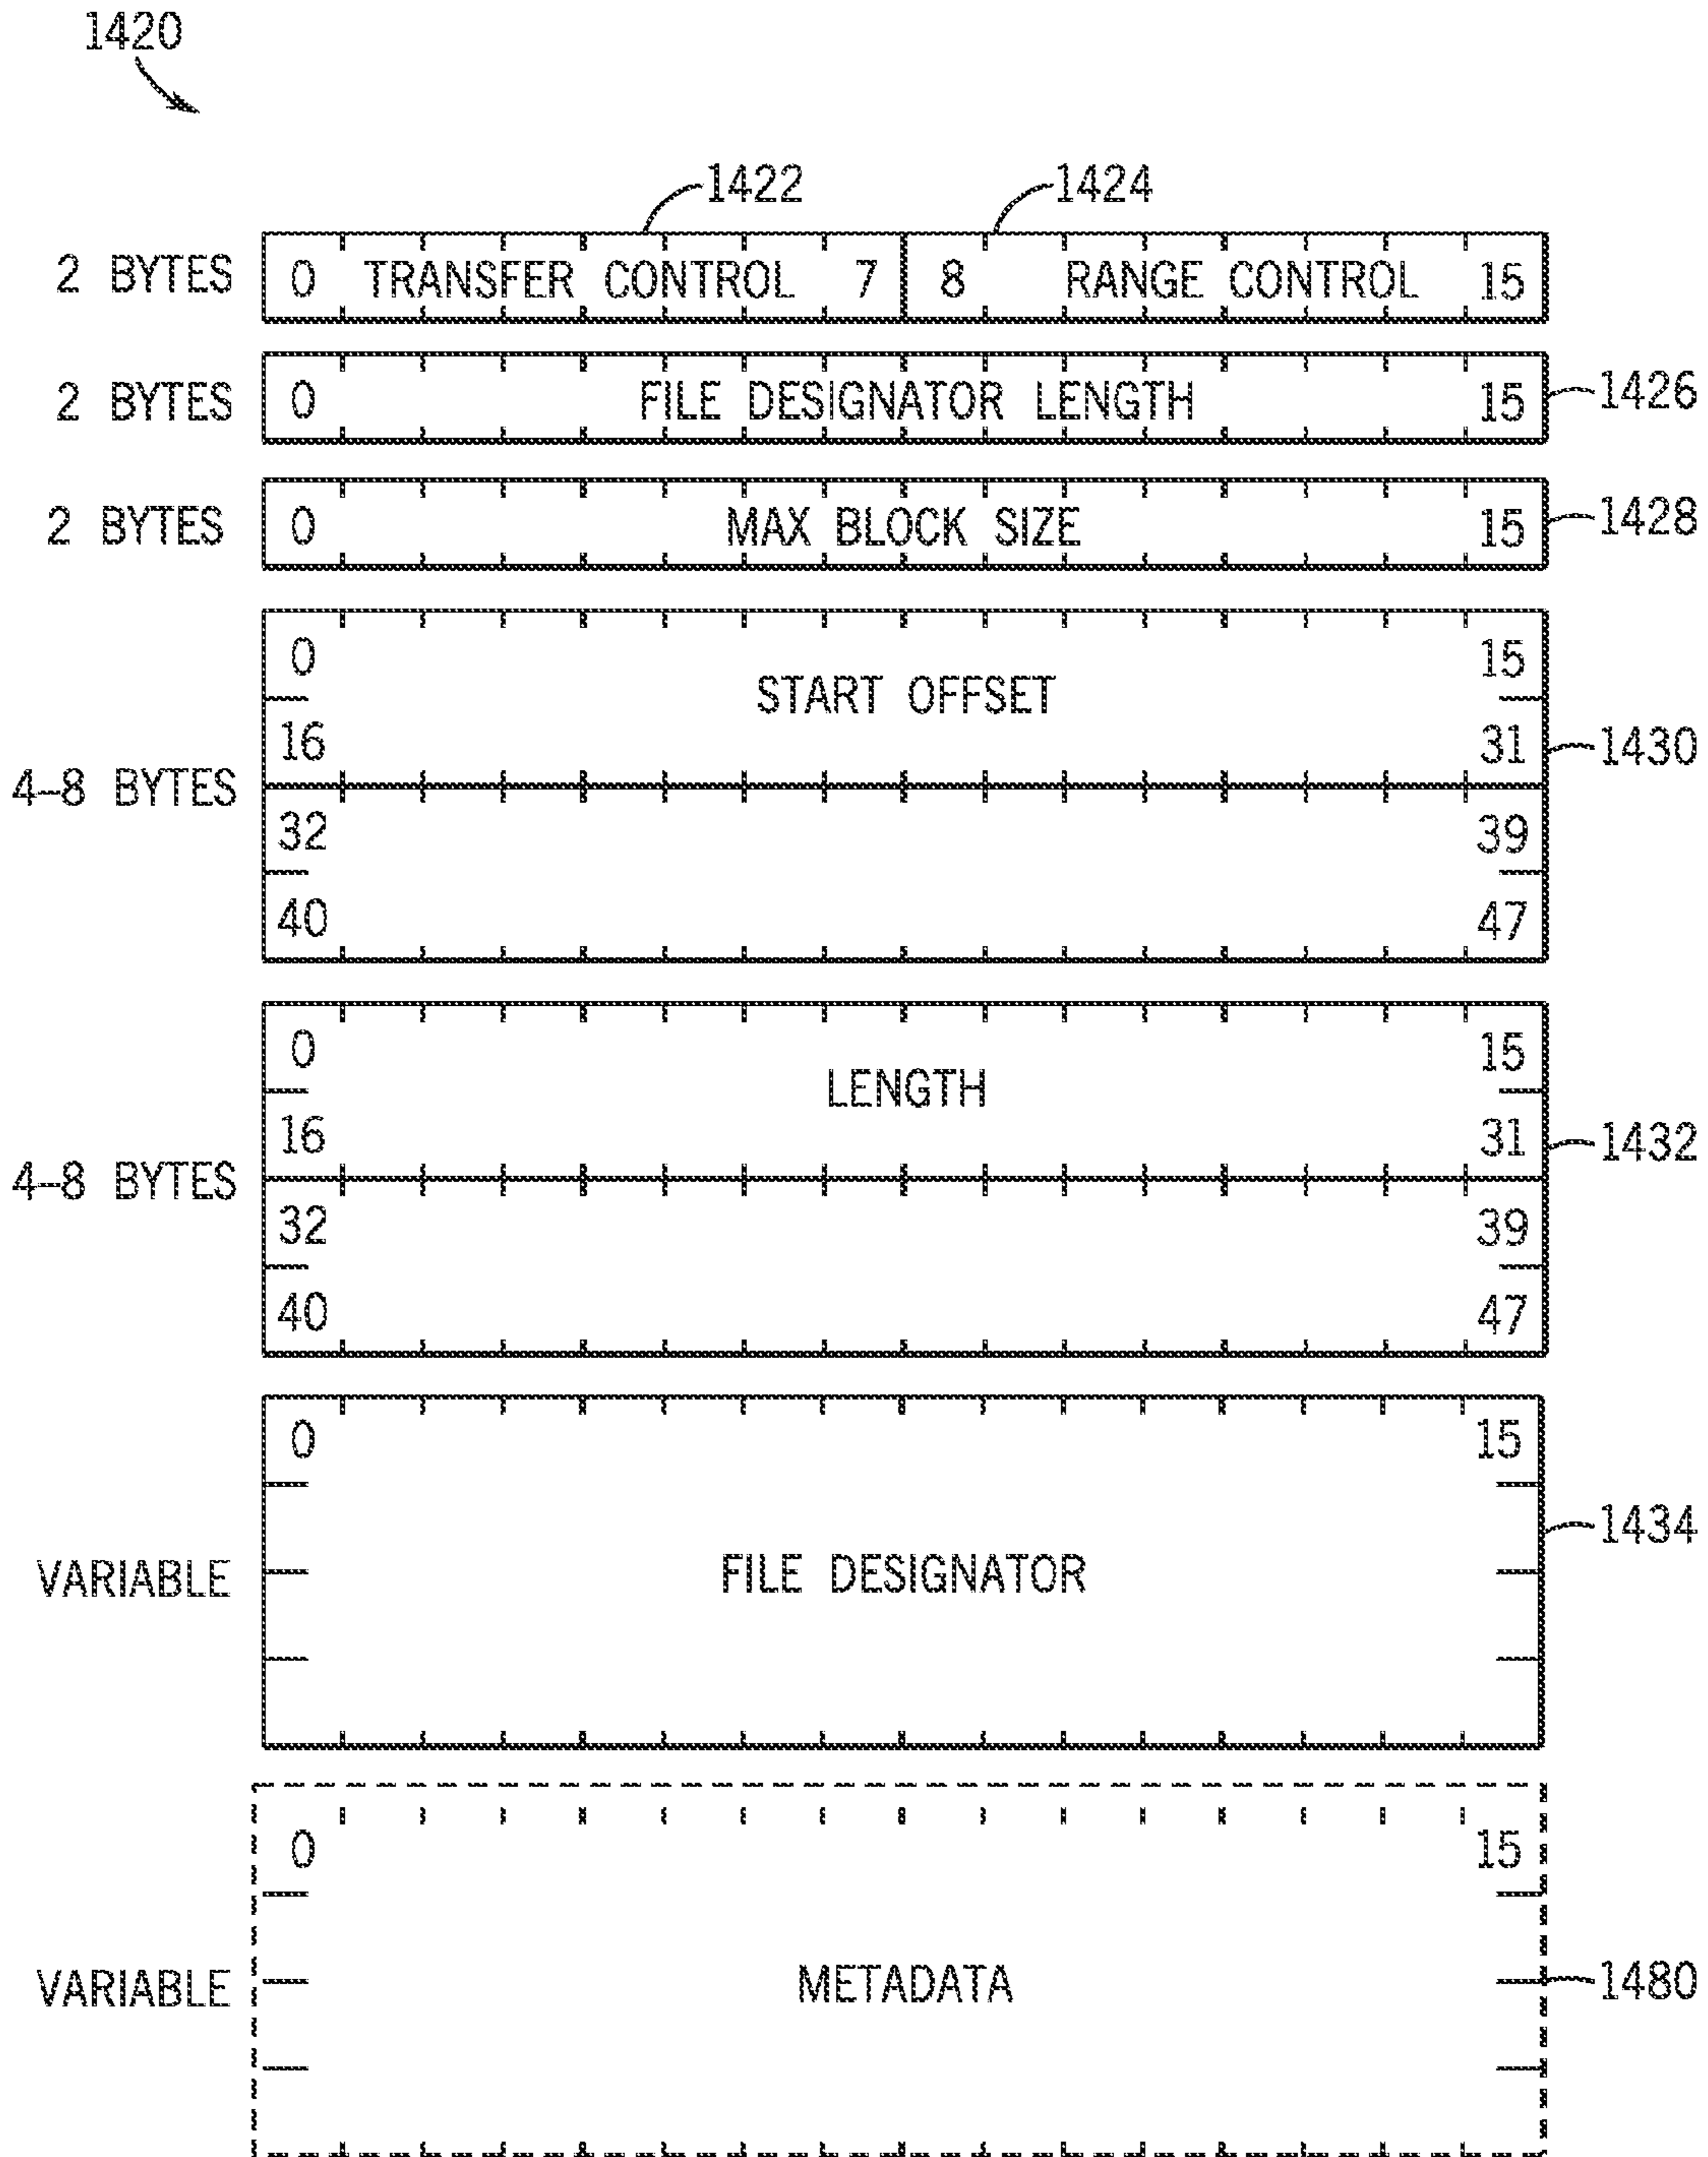 1420
1422 1424
2 BYTES 0 TRANSFER CONTROL 7 8 RANGE CONTROL 15
2 BYTES 0 FILE DESIGNATOR LENGTH 15 1426
2 BYTES 0 MAX BLOCK SIZE 15 1428
0 15
START OFFSET
16 31 1430
4-8 BYTES
32 39
40 47
0 15
LENGTH
16 31 1432
4-8 BYTES
32 39
40 47
0 15
1434
VARIABLE FILE DESIGNATOR
0 15
VARIABLE METADATA 1480